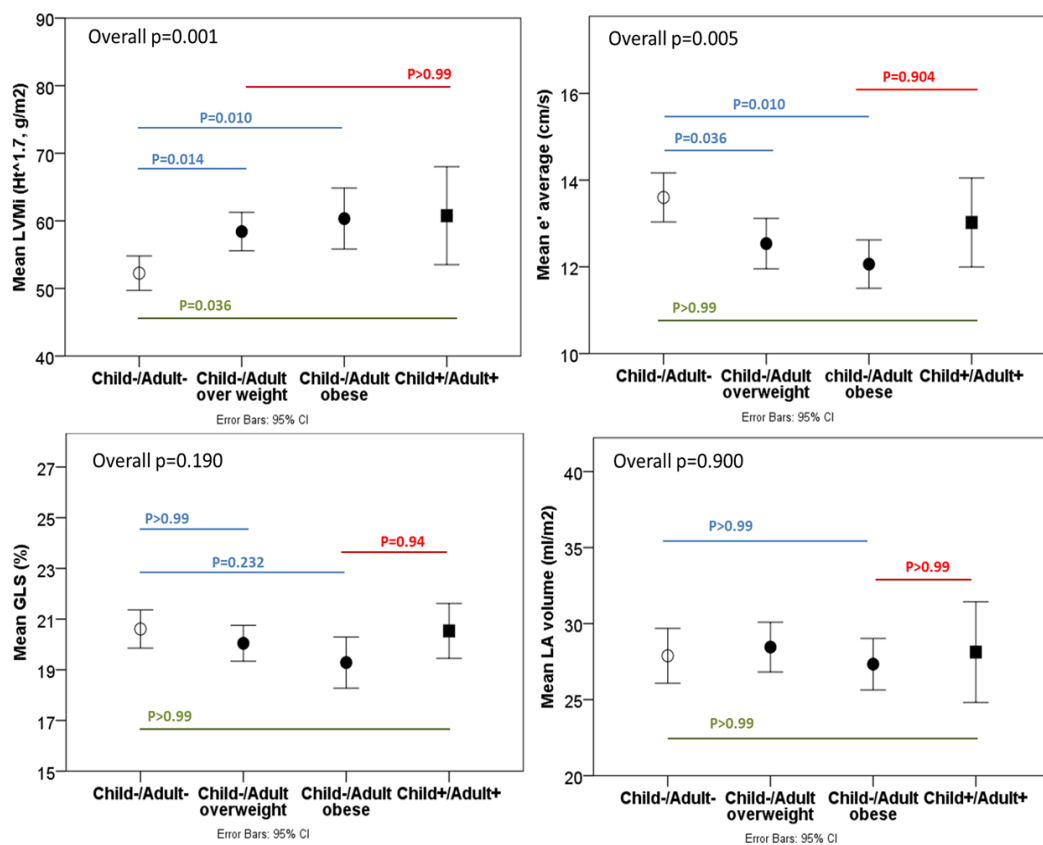 Overall p=0.001
90
80
70
60
50
40
Mean LVMi (Ht^1.7, g/m2)
P>0.99
P=0.010
P=0.014
P=0.036
Child-/Adult-
Child-/Adult
over weight
Child-/Adult
obese
Child+/Adult+
Error Bars: 95% CI
Overall p=0.005
16
14
12
10
Mean e' average (cm/s)
P=0.904
P=0.010
P=0.036
P>0.99
Child-/Adult-
Child-/Adult
overweight
child-/Adult
obese
Child+/Adult+
Error Bars: 95% CI
Overall p=0.190
27
25
23
21
19
17
15
Mean GLS (%)
P>0.99
P=0.94
P=0.232
P>0.99
Child-/Adult-
Child-/Adult
overweight
Child-/Adult
obese
Child+/Adult+
Error Bars: 95% CI
Overall p=0.900
40
35
30
25
20
Mean LA volume (ml/m2)
P>0.99
P>0.99
P>0.99
Child-/Adult-
Child-/Adult
overweight
Child-/Adult
obese
Child+/Adult+
Error Bars: 95% CI